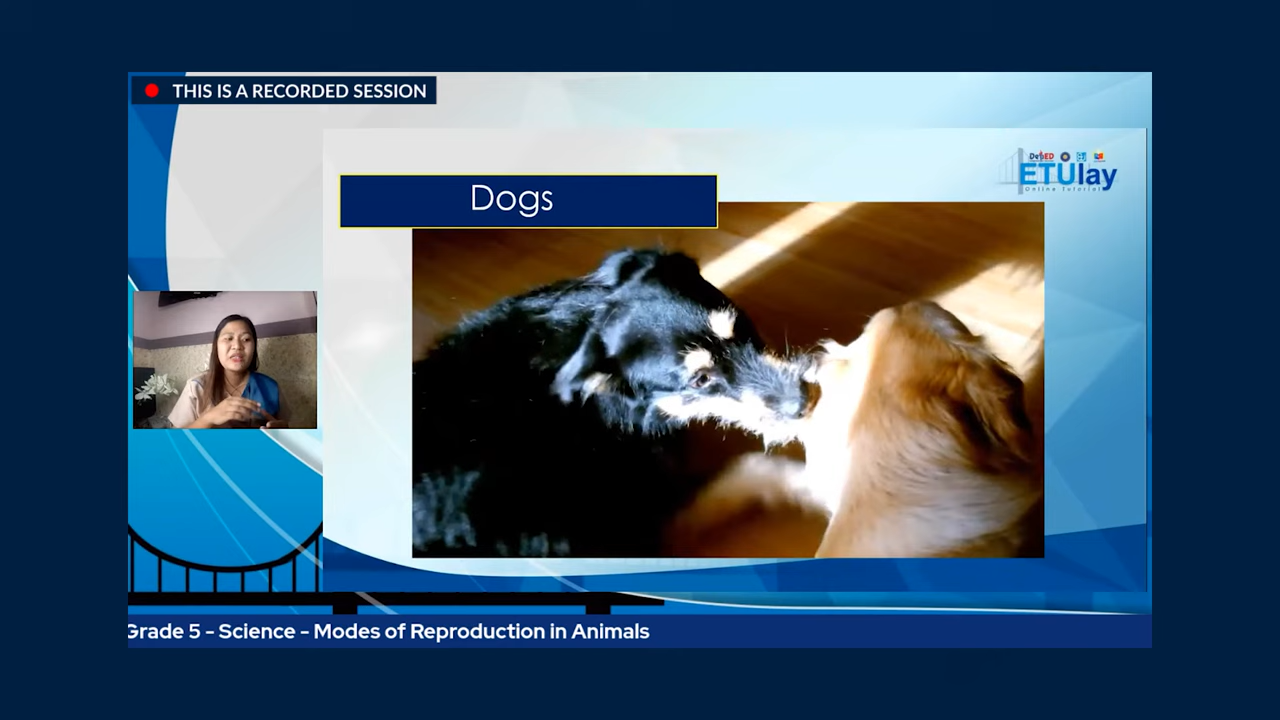 THIS IS A RECORDED SESSION
DepED
ETUlay
Online Tutorial
Dogs
Grade 5 - Science - Modes of Reproduction in Animals